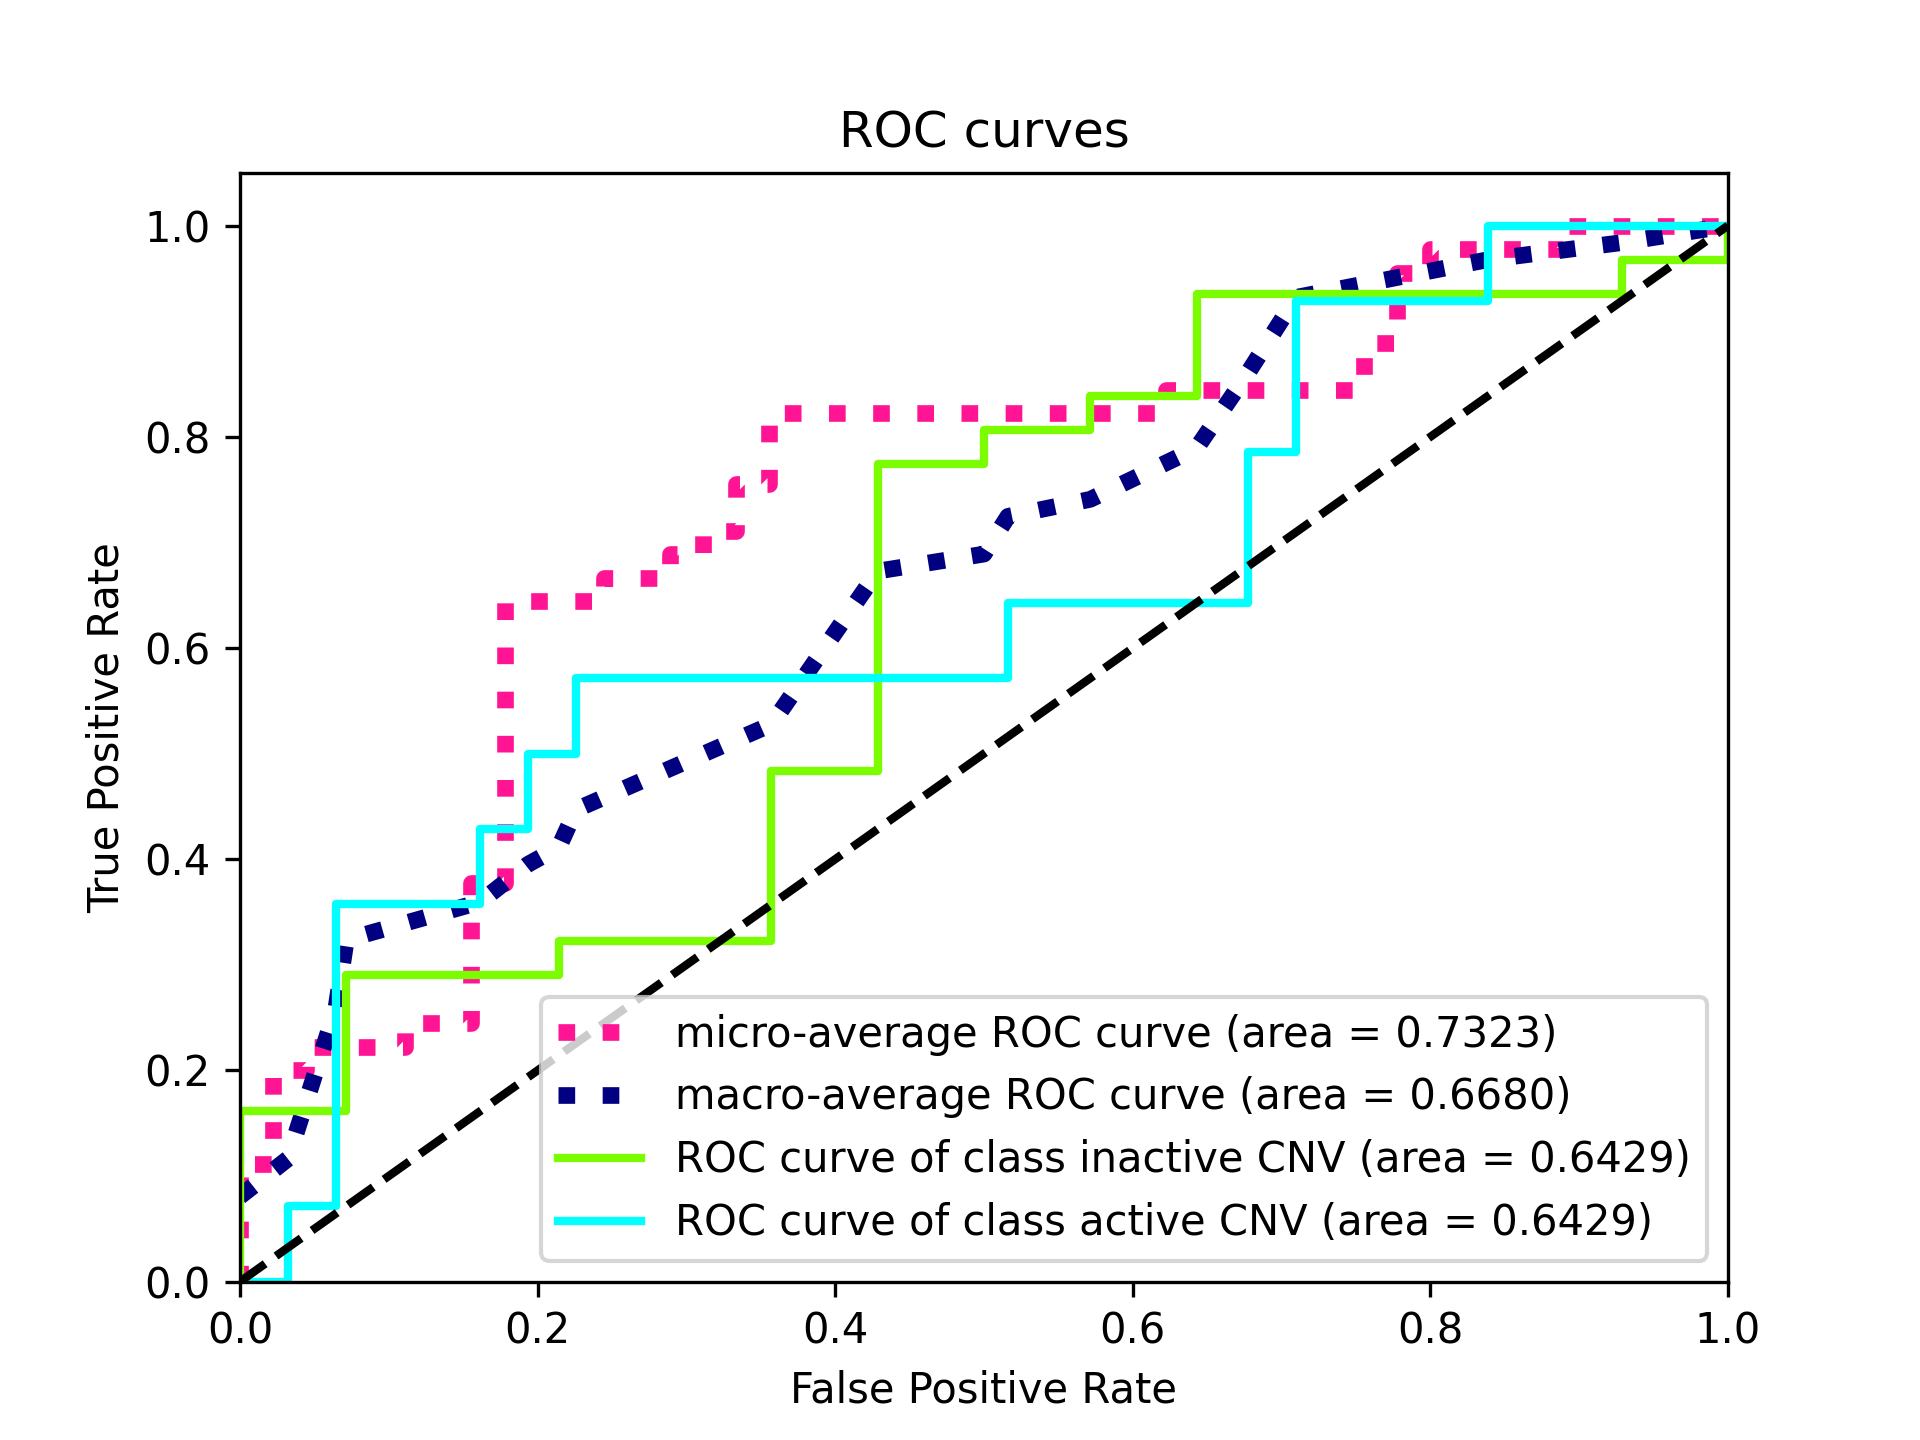 ROC curves
True Positive Rate
1.0
0.8
0.6
0.4
0.2
0.0
micro-average ROC curve (area = 0.7323)
macro-average ROC curve (area = 0.6680)
ROC curve of class inactive CNV (area = 0.6429)
ROC curve of class active CNV (area = 0.6429)
0.0 0.2 0.4 0.6 0.8 1.0
False Positive Rate